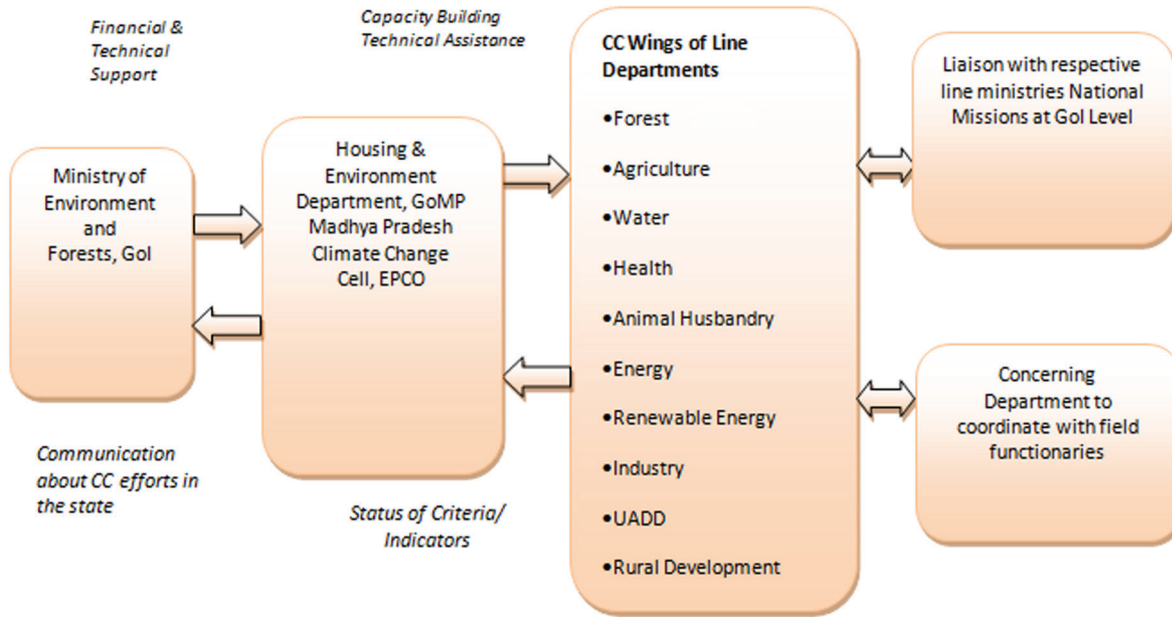 Financial &
Technical
Support
Capacity Building
Technical Assistance
Ministry of
Environment
and
Forests, GoI
Housing &
Environment
Department, GoMP
Madhya Pradesh
Climate Change
Cell, EPCO
CC Wings of Line
Departments
•Forest
•Agriculture
•Water
•Health
•Animal Husbandry
•Energy
•Renewable Energy
•Industry
•UADD
•Rural Development
Liaison with respective
line ministries National
Missions at GoI Level
Concerning
Department to
coordinate with field
functionaries
Communication
about CC efforts in
the state
Status of Criteria/
Indicators